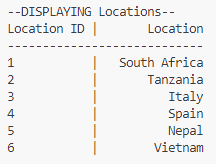 --DISPLAYING Locations--
Location ID |       Location
----------------------------
1           |   South Africa
2           |       Tanzania
3           |          Italy
4           |          Spain
5           |          Nepal
6           |        Vietnam